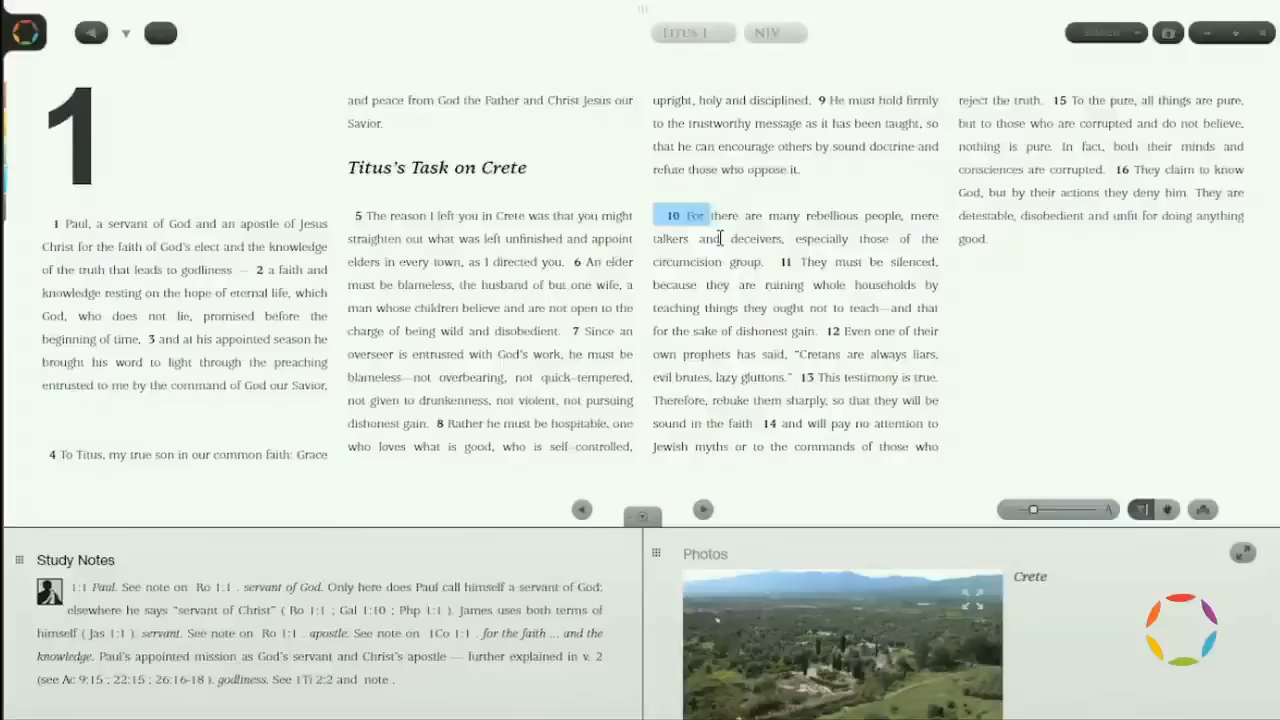 TITUS 1
NIV
SEARCH
1
1 Paul, a servant of God and an apostle of Jesus
Christ for the faith of God's elect and the knowledge
of the truth that leads to godliness — 2 a faith and
knowledge resting on the hope of eternal life, which
God, who does not lie, promised before the
beginning of time, 3 and at his appointed season he
brought his word to light through the preaching
entrusted to me by the command of God our Savior,
4 To Titus, my true son in our common faith: Grace
and peace from God the Father and Christ Jesus our
Savior.
Titus's Task on Crete
5 The reason I left you in Crete was that you might
straighten out what was left unfinished and appoint
elders in every town, as I directed you. 6 An elder
must be blameless, the husband of but one wife, a
man whose children believe and are not open to the
charge of being wild and disobedient. 7 Since an
overseer is entrusted with God's work, he must be
blameless—not overbearing, not quick-tempered,
not given to drunkenness, not violent, not pursuing
dishonest gain. 8 Rather he must be hospitable, one
who loves what is good, who is self-controlled,
upright, holy and disciplined. 9 He must hold firmly
to the trustworthy message as it has been taught, so
that he can encourage others by sound doctrine and
refute those who oppose it.
10 For there are many rebellious people, mere
talkers and deceivers, especially those of the
circumcision group. 11 They must be silenced,
because they are ruining whole households by
teaching things they ought not to teach—and that
for the sake of dishonest gain. 12 Even one of their
own prophets has said, "Cretans are always liars,
evil brutes, lazy gluttons." 13 This testimony is true.
Therefore, rebuke them sharply, so that they will be
sound in the faith 14 and will pay no attention to
Jewish myths or to the commands of those who
reject the truth. 15 To the pure, all things are pure,
but to those who are corrupted and do not believe,
nothing is pure. In fact, both their minds and
consciences are corrupted. 16 They claim to know
God, but by their actions they deny him. They are
detestable, disobedient and unfit for doing anything
good.
A
Study Notes
1:1 Paul. See note on Ro 1:1 . servant of God. Only here does Paul call himself a servant of God;
elsewhere he says "servant of Christ" ( Ro 1:1 ; Gal 1:10 ; Php 1:1 ). James uses both terms of
himself ( Jas 1:1 ). servant. See note on Ro 1:1 . apostle. See note on 1Co 1:1 . for the faith ... and the
knowledge. Paul's appointed mission as God's servant and Christ's apostle — further explained in v. 2
(see Ac 9:15 ; 22:15 ; 26:16-18 ). godliness. See 1Ti 2:2 and note .
Photos
Crete